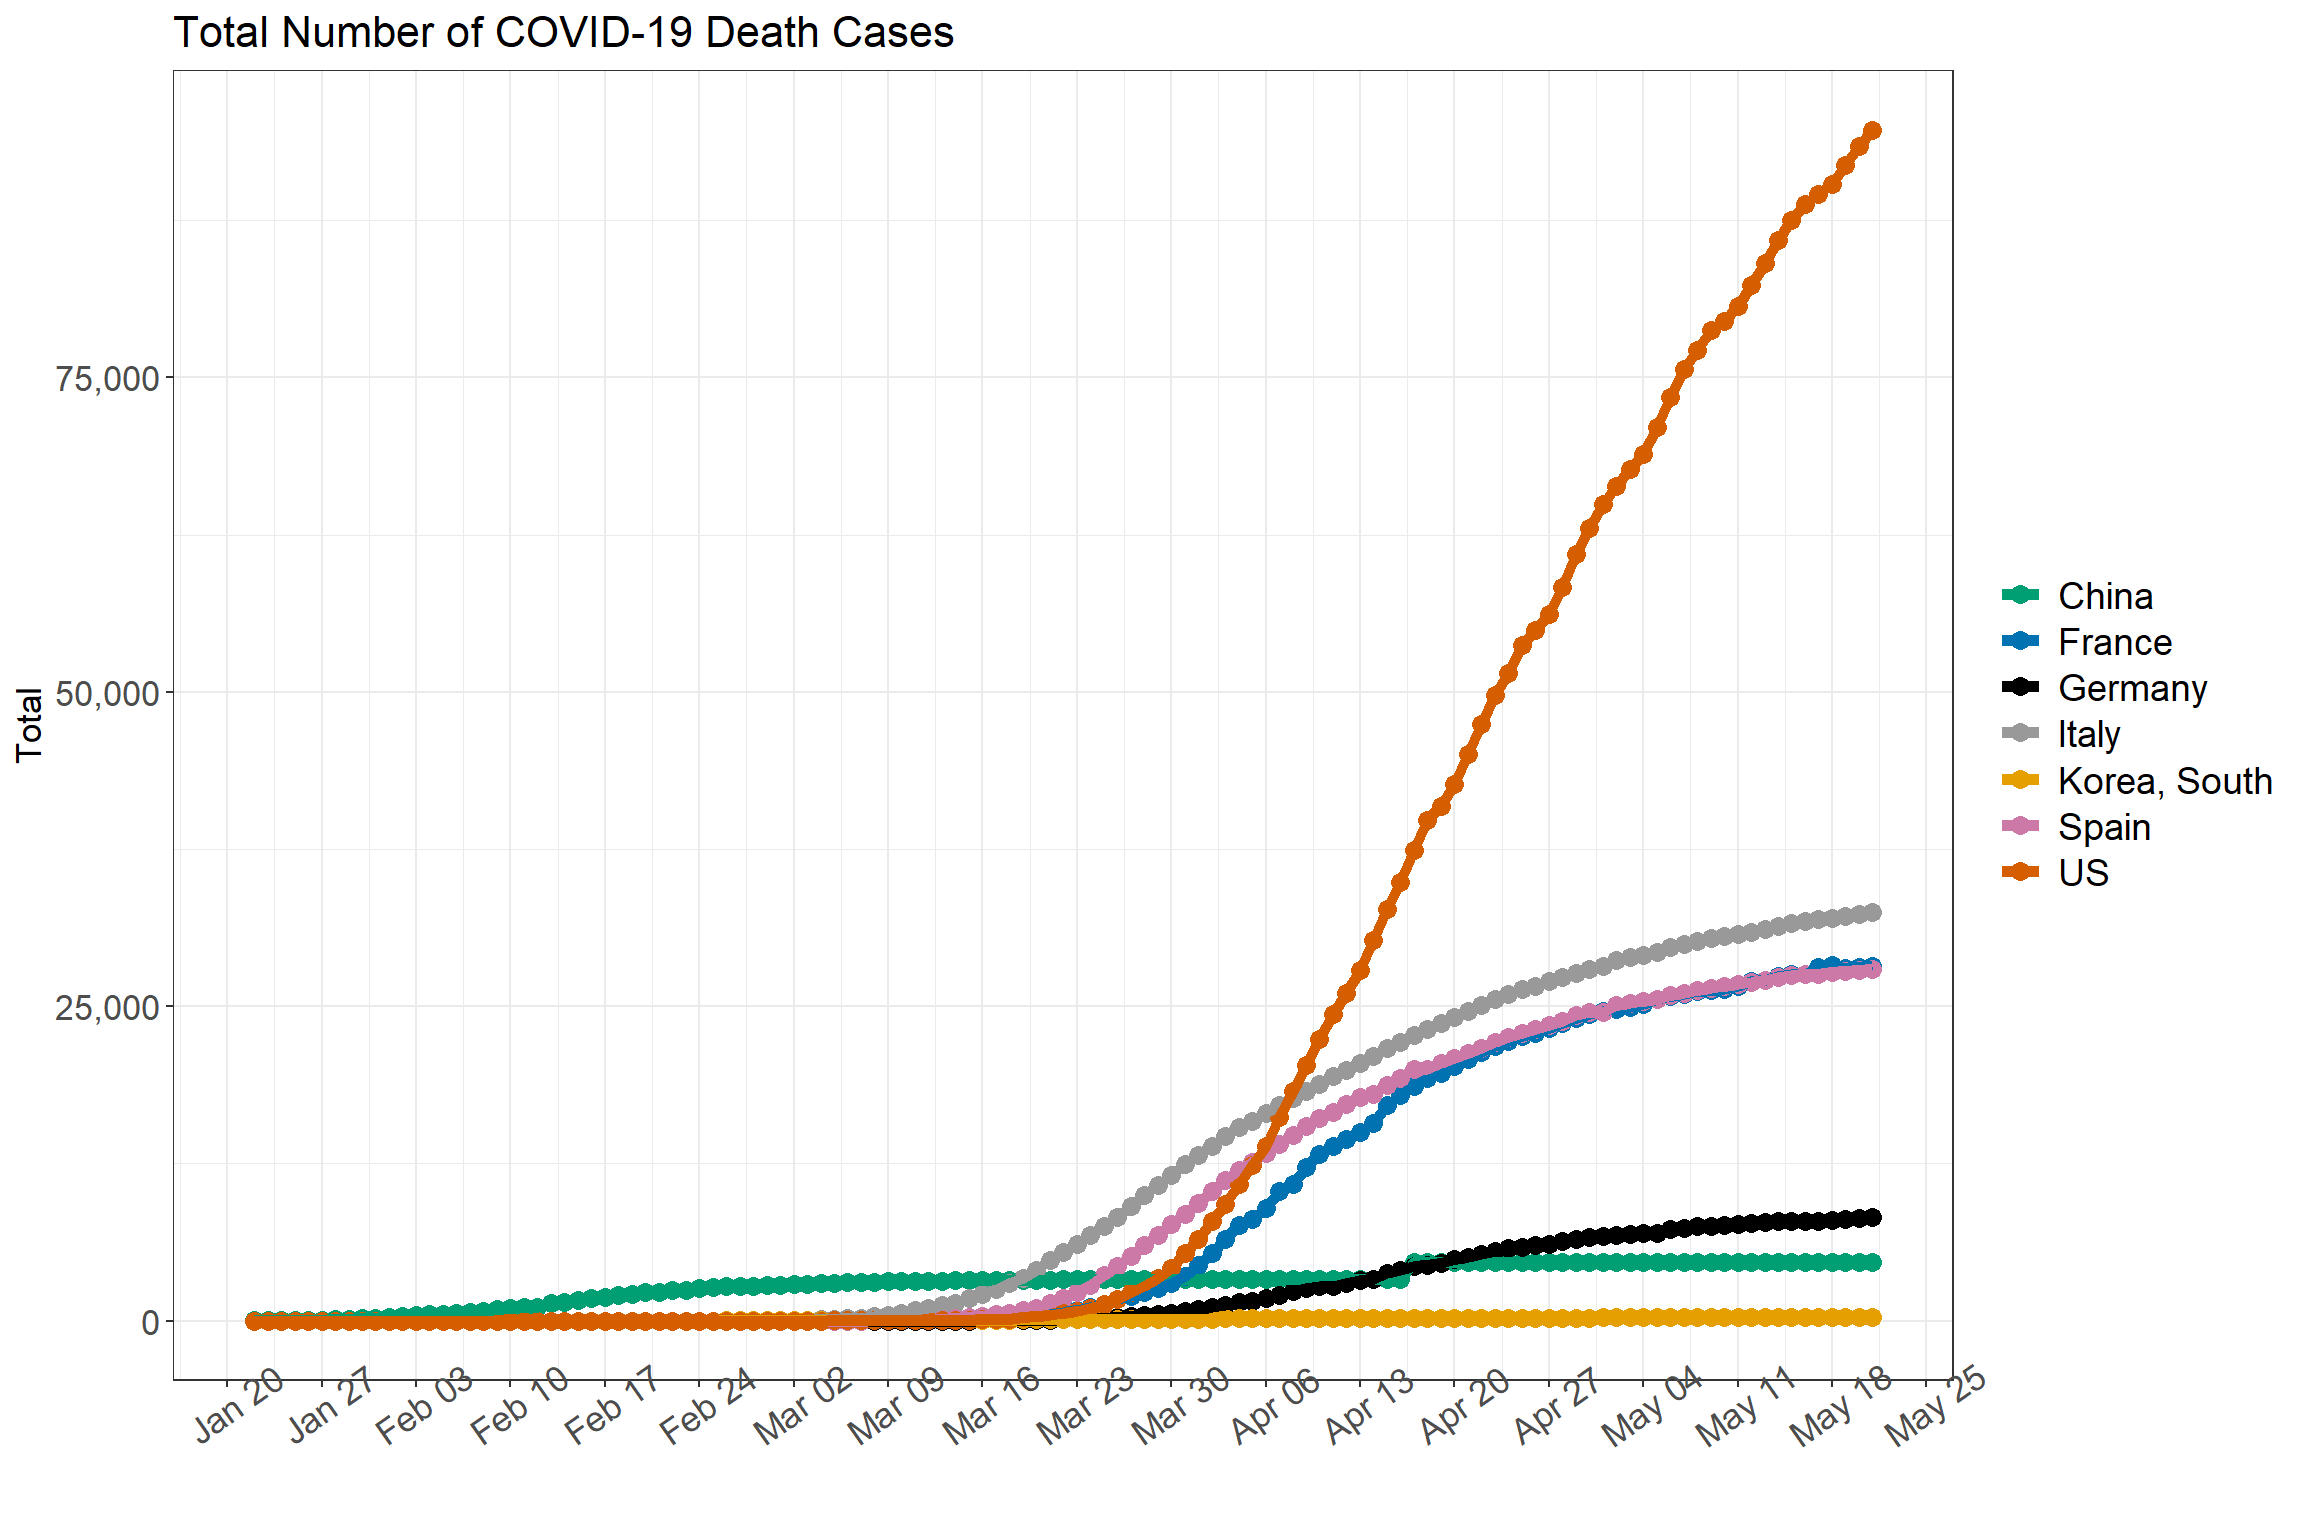 Total Number of COVID-19 Death Cases
Total
75,000
50,000
25,000
0
Jan 20
Jan 27
Feb 03
Feb 10
Feb 17
Feb 24
Mar 02
Mar 09
Mar 16
Mar 23
Mar 30
Apr 06
Apr 13
Apr 20
Apr 27
May 04
May 11
May 18
May 25
China
France
Germany
Italy
Korea, South
Spain
US